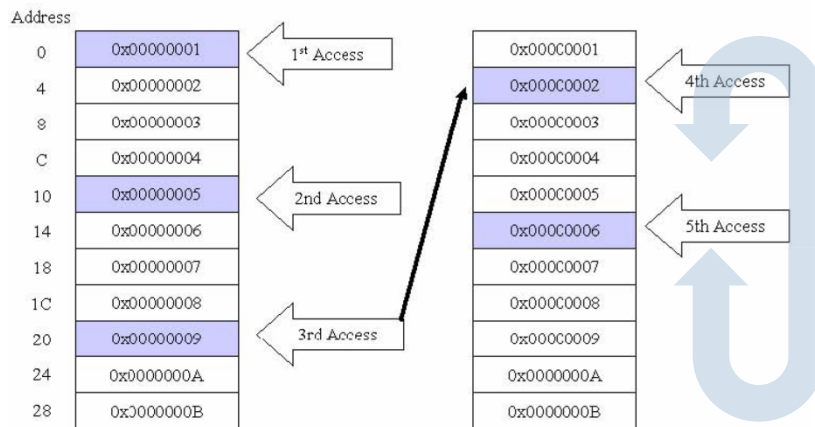 Address
0 0x00000001 1st Access 0x000C0001
4 0x00000002 0x000C0002 4th Access
8 0x00000003 0x000C0003
C 0x00000004 0x000C0004
10 0x00000005 2nd Access 0x000C0005
14 0x00000006 0x000C0006 5th Access
18 0x00000007 0x000C0007
1C 0x00000008 0x000C0008
20 0x00000009 3rd Access 0x000C0009
24 0x0000000A 0x0000000A
28 0x0000000B 0x0000000B